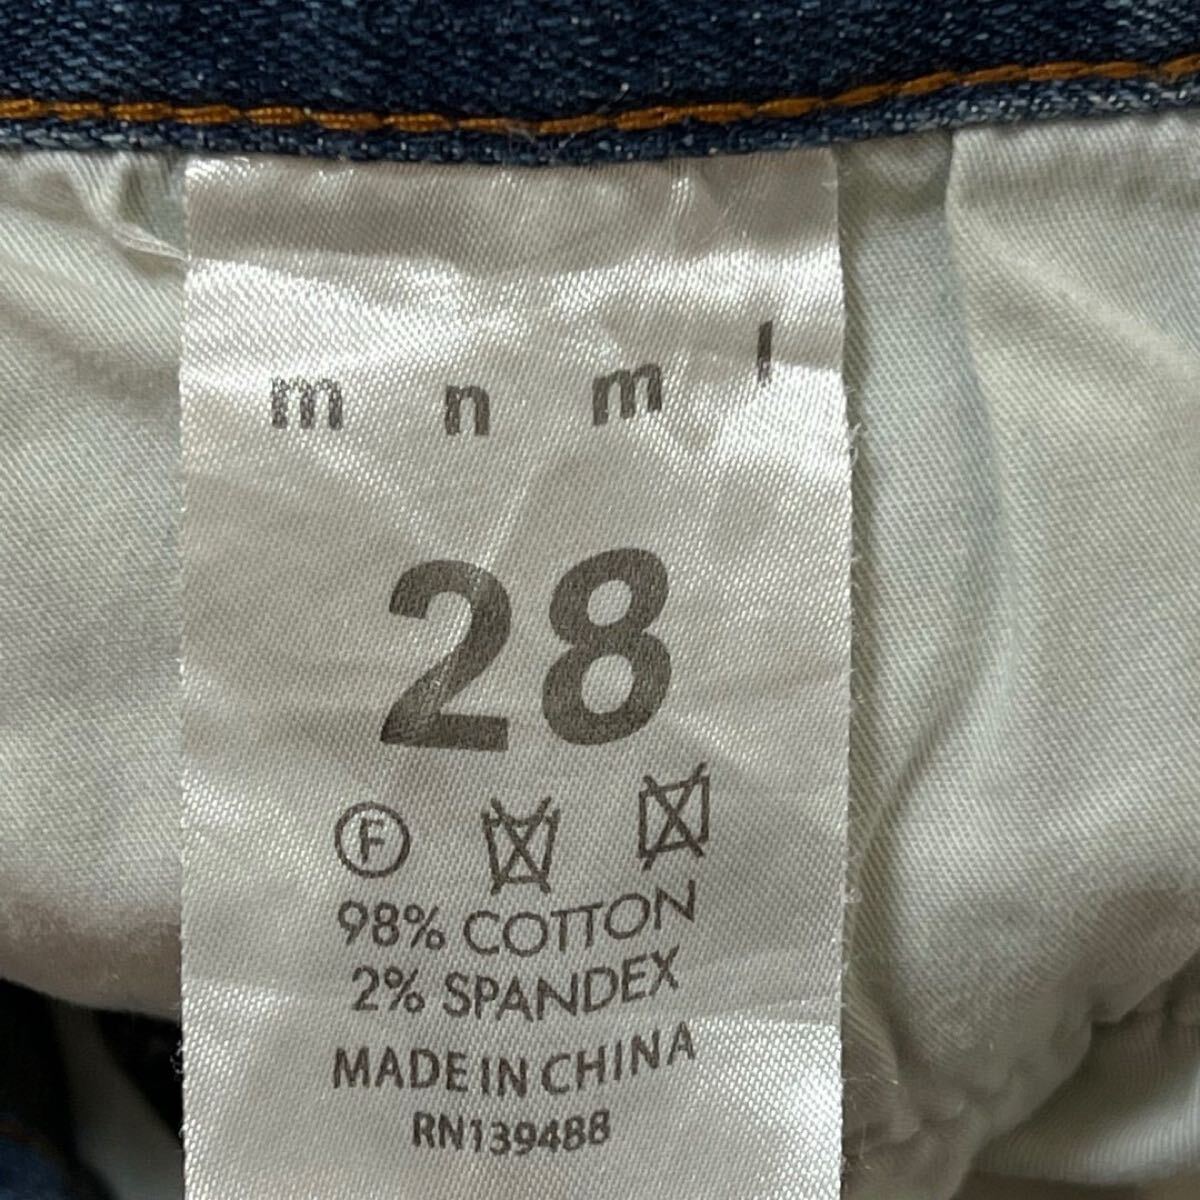 m n m l
28
F
98% COTTON
2% SPANDEX
MADE IN CHINA
RN139488